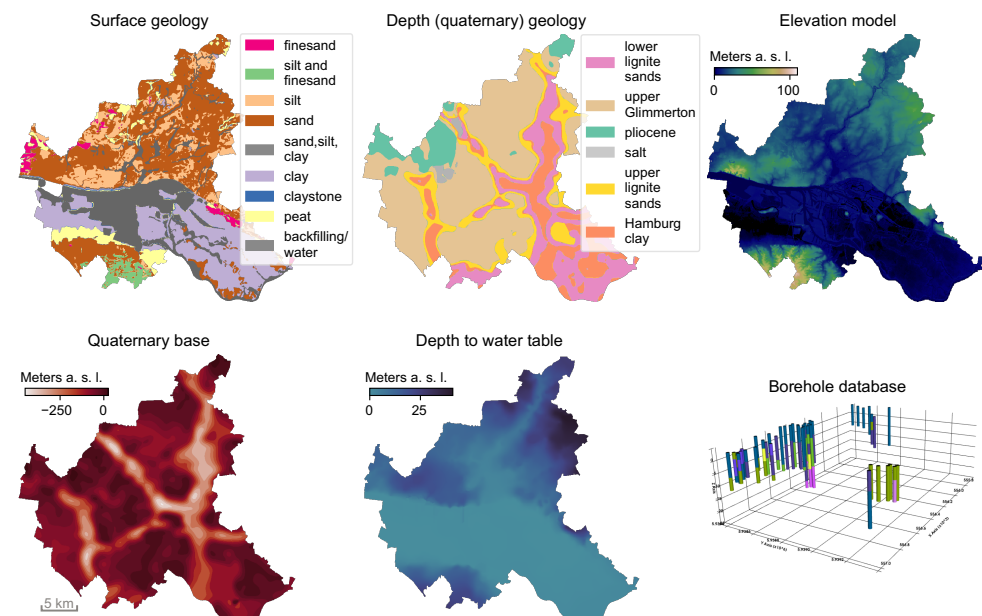 Surface geology
finesand
silt and
finesand
silt
sand
sand,silt,
clay
clay
claystone
peat
backfilling/
water
Depth (quaternary) geology
lower
lignite
sands
upper
Glimmerton
pliocene
salt
upper
lignite
sands
Hamburg
clay
Elevation model
Meters a. s. l.
0 100
Quaternary base
Meters a. s. l.
−250 0
5 km
Depth to water table
Meters a. s. l.
0 25
Borehole database